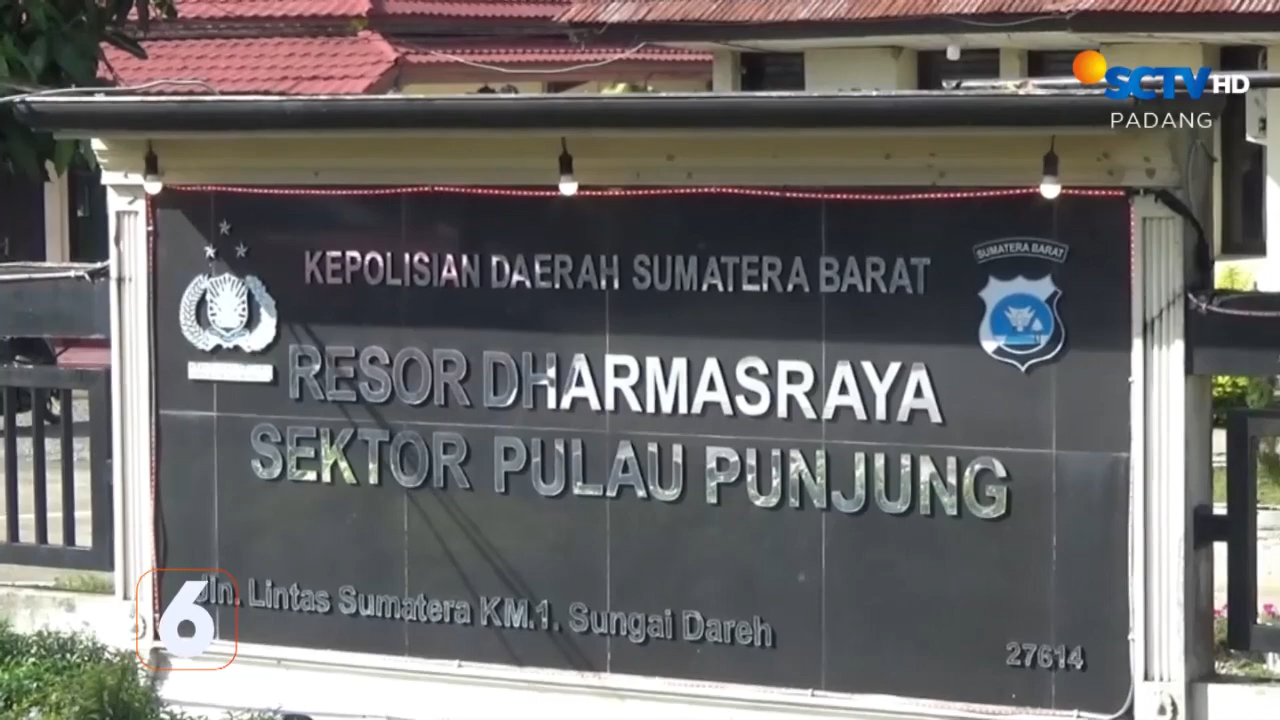 SCTV HD
PADANG
SUMATERA BARAT
KEPOLISIAN DAERAH SUMATERA BARAT
RESOR DHARMASRAYA
SEKTOR PULAU PUNJUNG
Jln. Lintas Sumatera KM.1. Sungai Dareh
27614
6